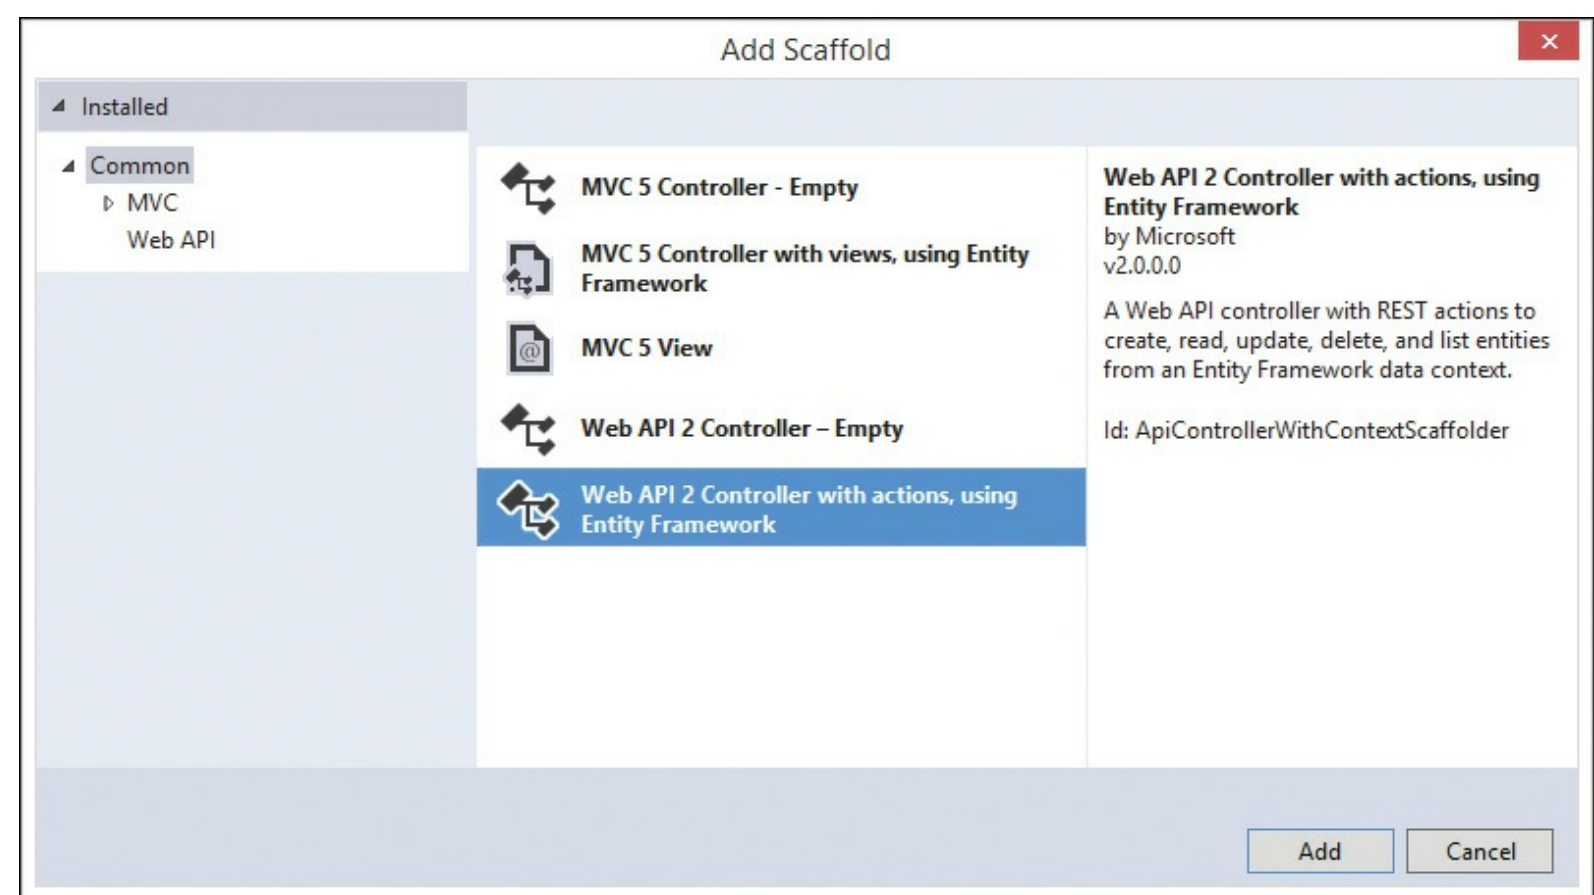 Add Scaffold
Installed
Common
MVC
Web API
MVC 5 Controller - Empty
MVC 5 Controller with views, using Entity
Framework
MVC 5 View
Web API 2 Controller – Empty
Web API 2 Controller with actions, using
Entity Framework
Web API 2 Controller with actions, using
Entity Framework
by Microsoft
v2.0.0.0
A Web API controller with REST actions to
create, read, update, delete, and list entities
from an Entity Framework data context.
Id: ApiControllerWithContextScaffolder
Add
Cancel